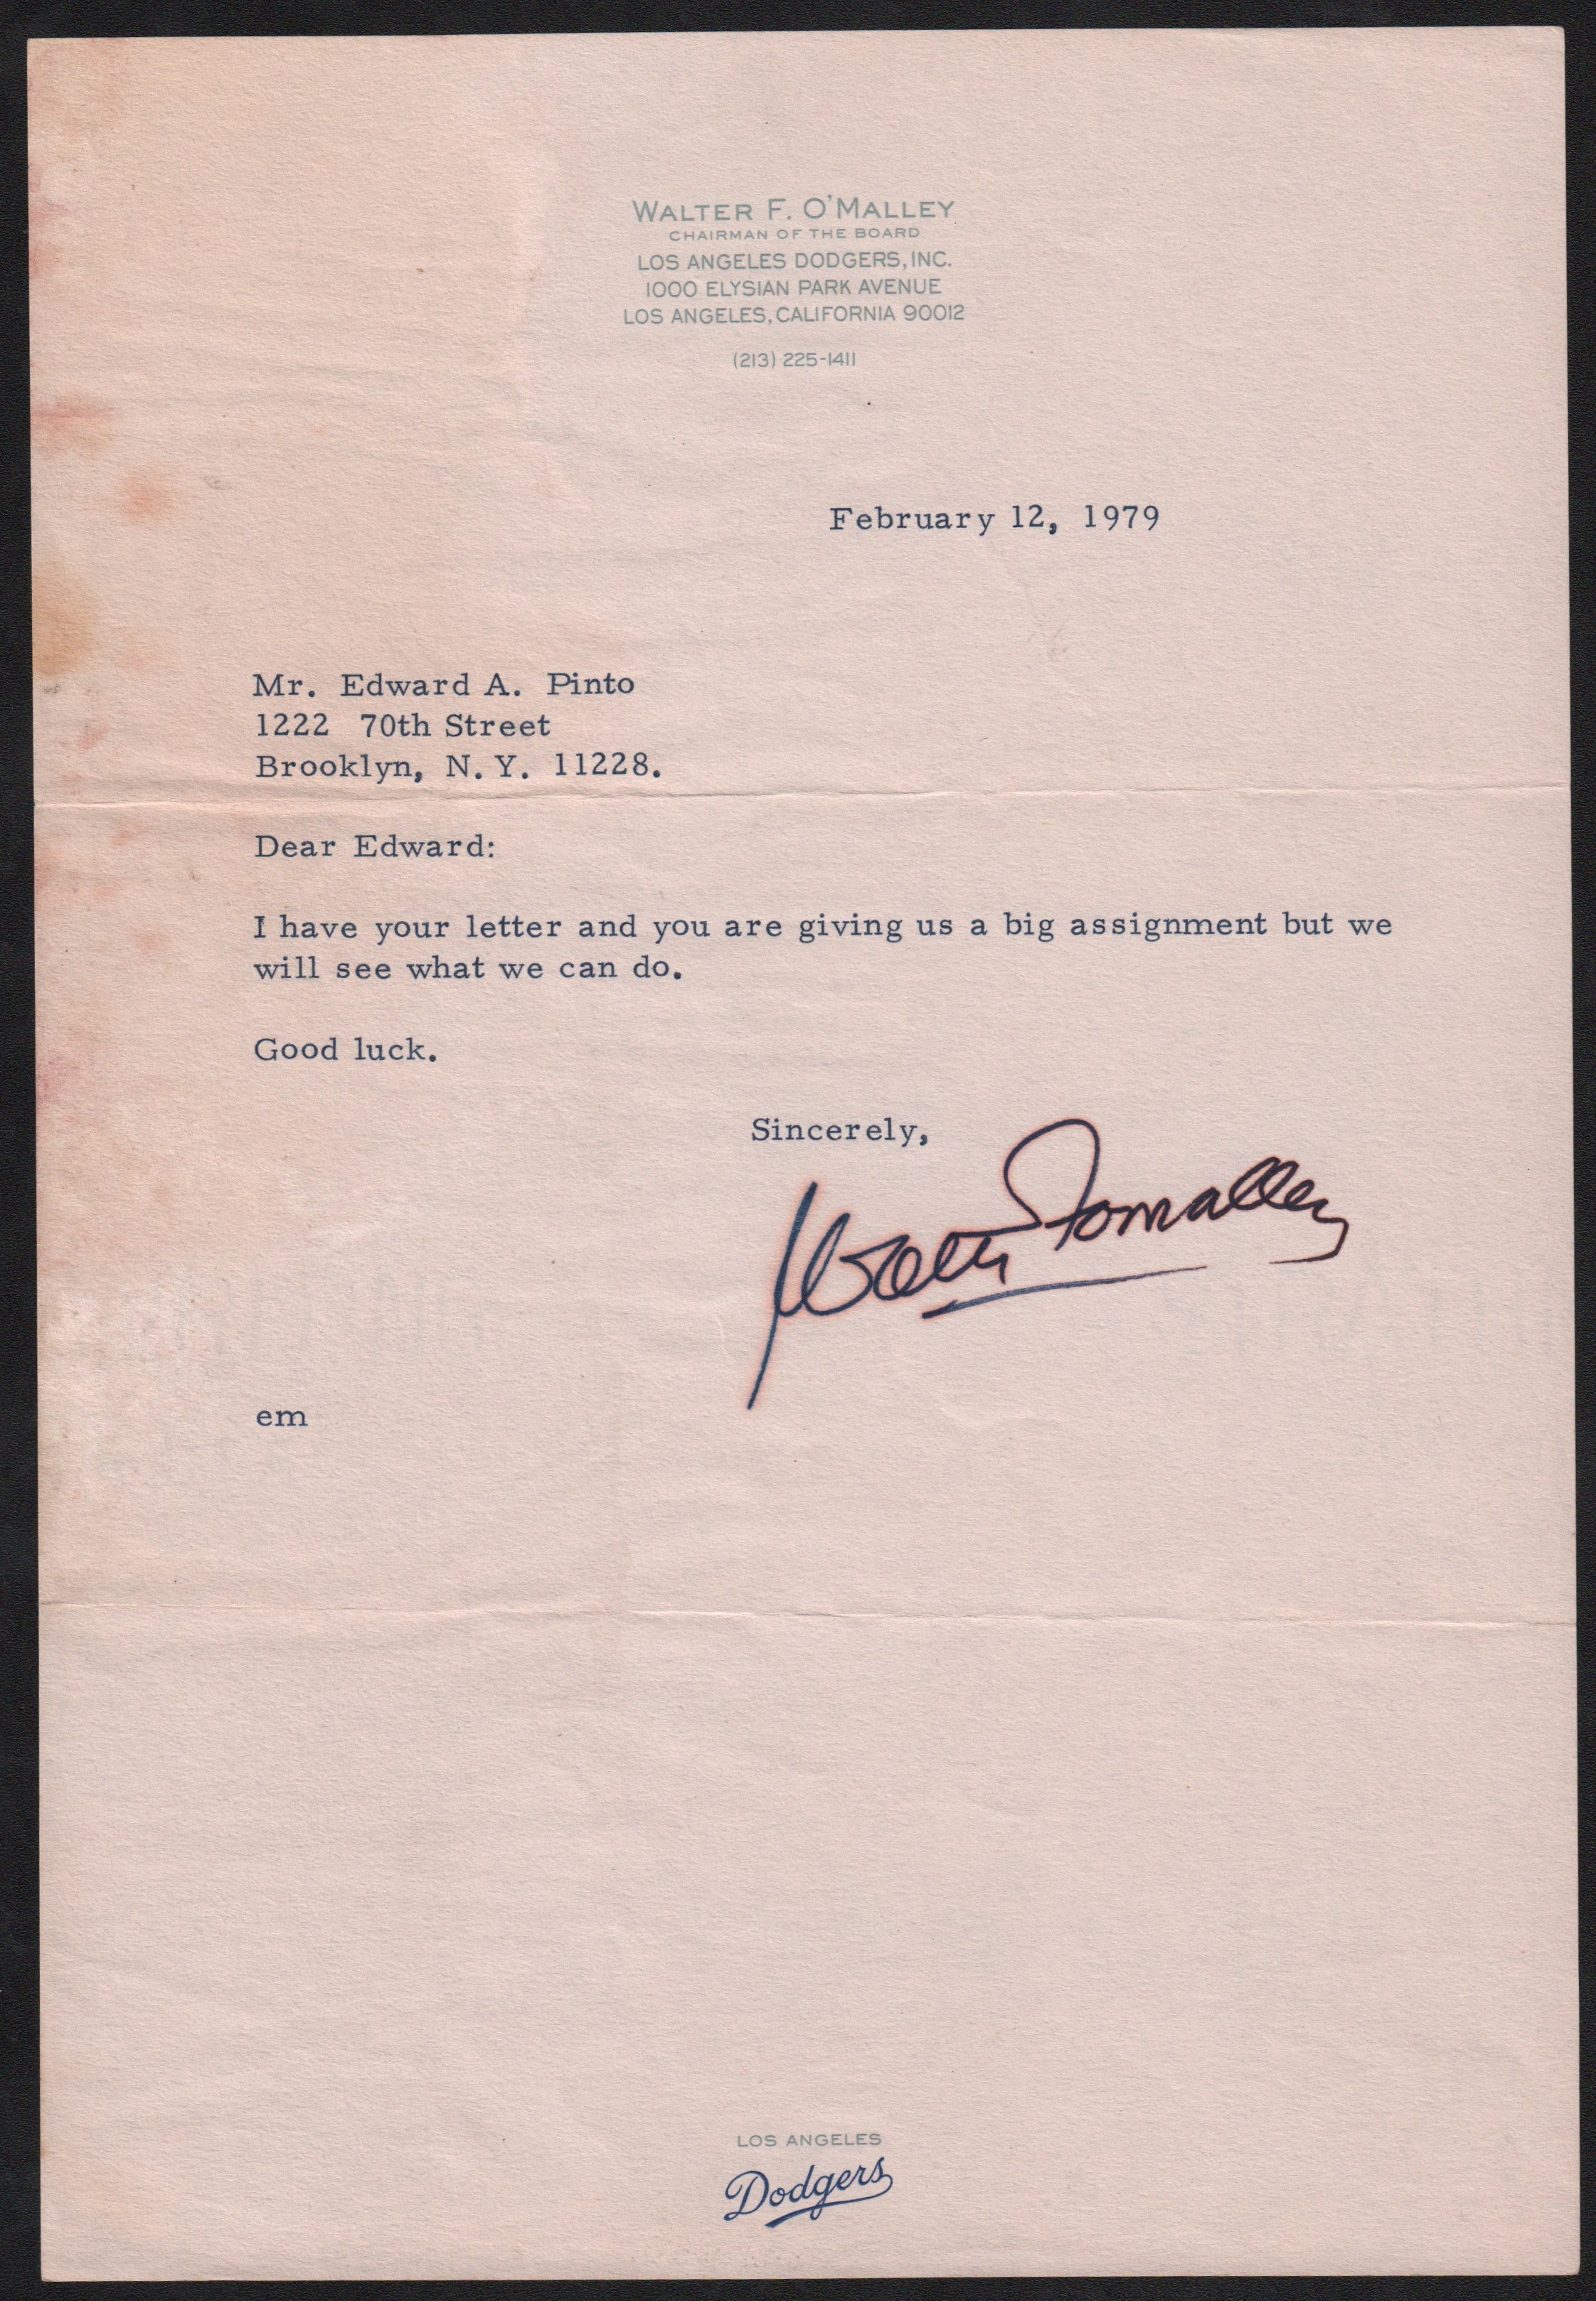 WALTER F. O'MALLEY
CHAIRMAN OF THE BOARD
LOS ANGELES DODGERS, INC.
1000 ELYSIAN PARK AVENUE
LOS ANGELES, CALIFORNIA 90012
(213) 225-1411
February 12, 1979
Mr. Edward A. Pinto
1222 70th Street
Brooklyn, N.Y. 11228.
Dear Edward:
I have your letter and you are giving us a big assignment but we
will see what we can do.
Good luck.
Sincerely,
Walter F O'Malley
em
LOS ANGELES
Dodgers